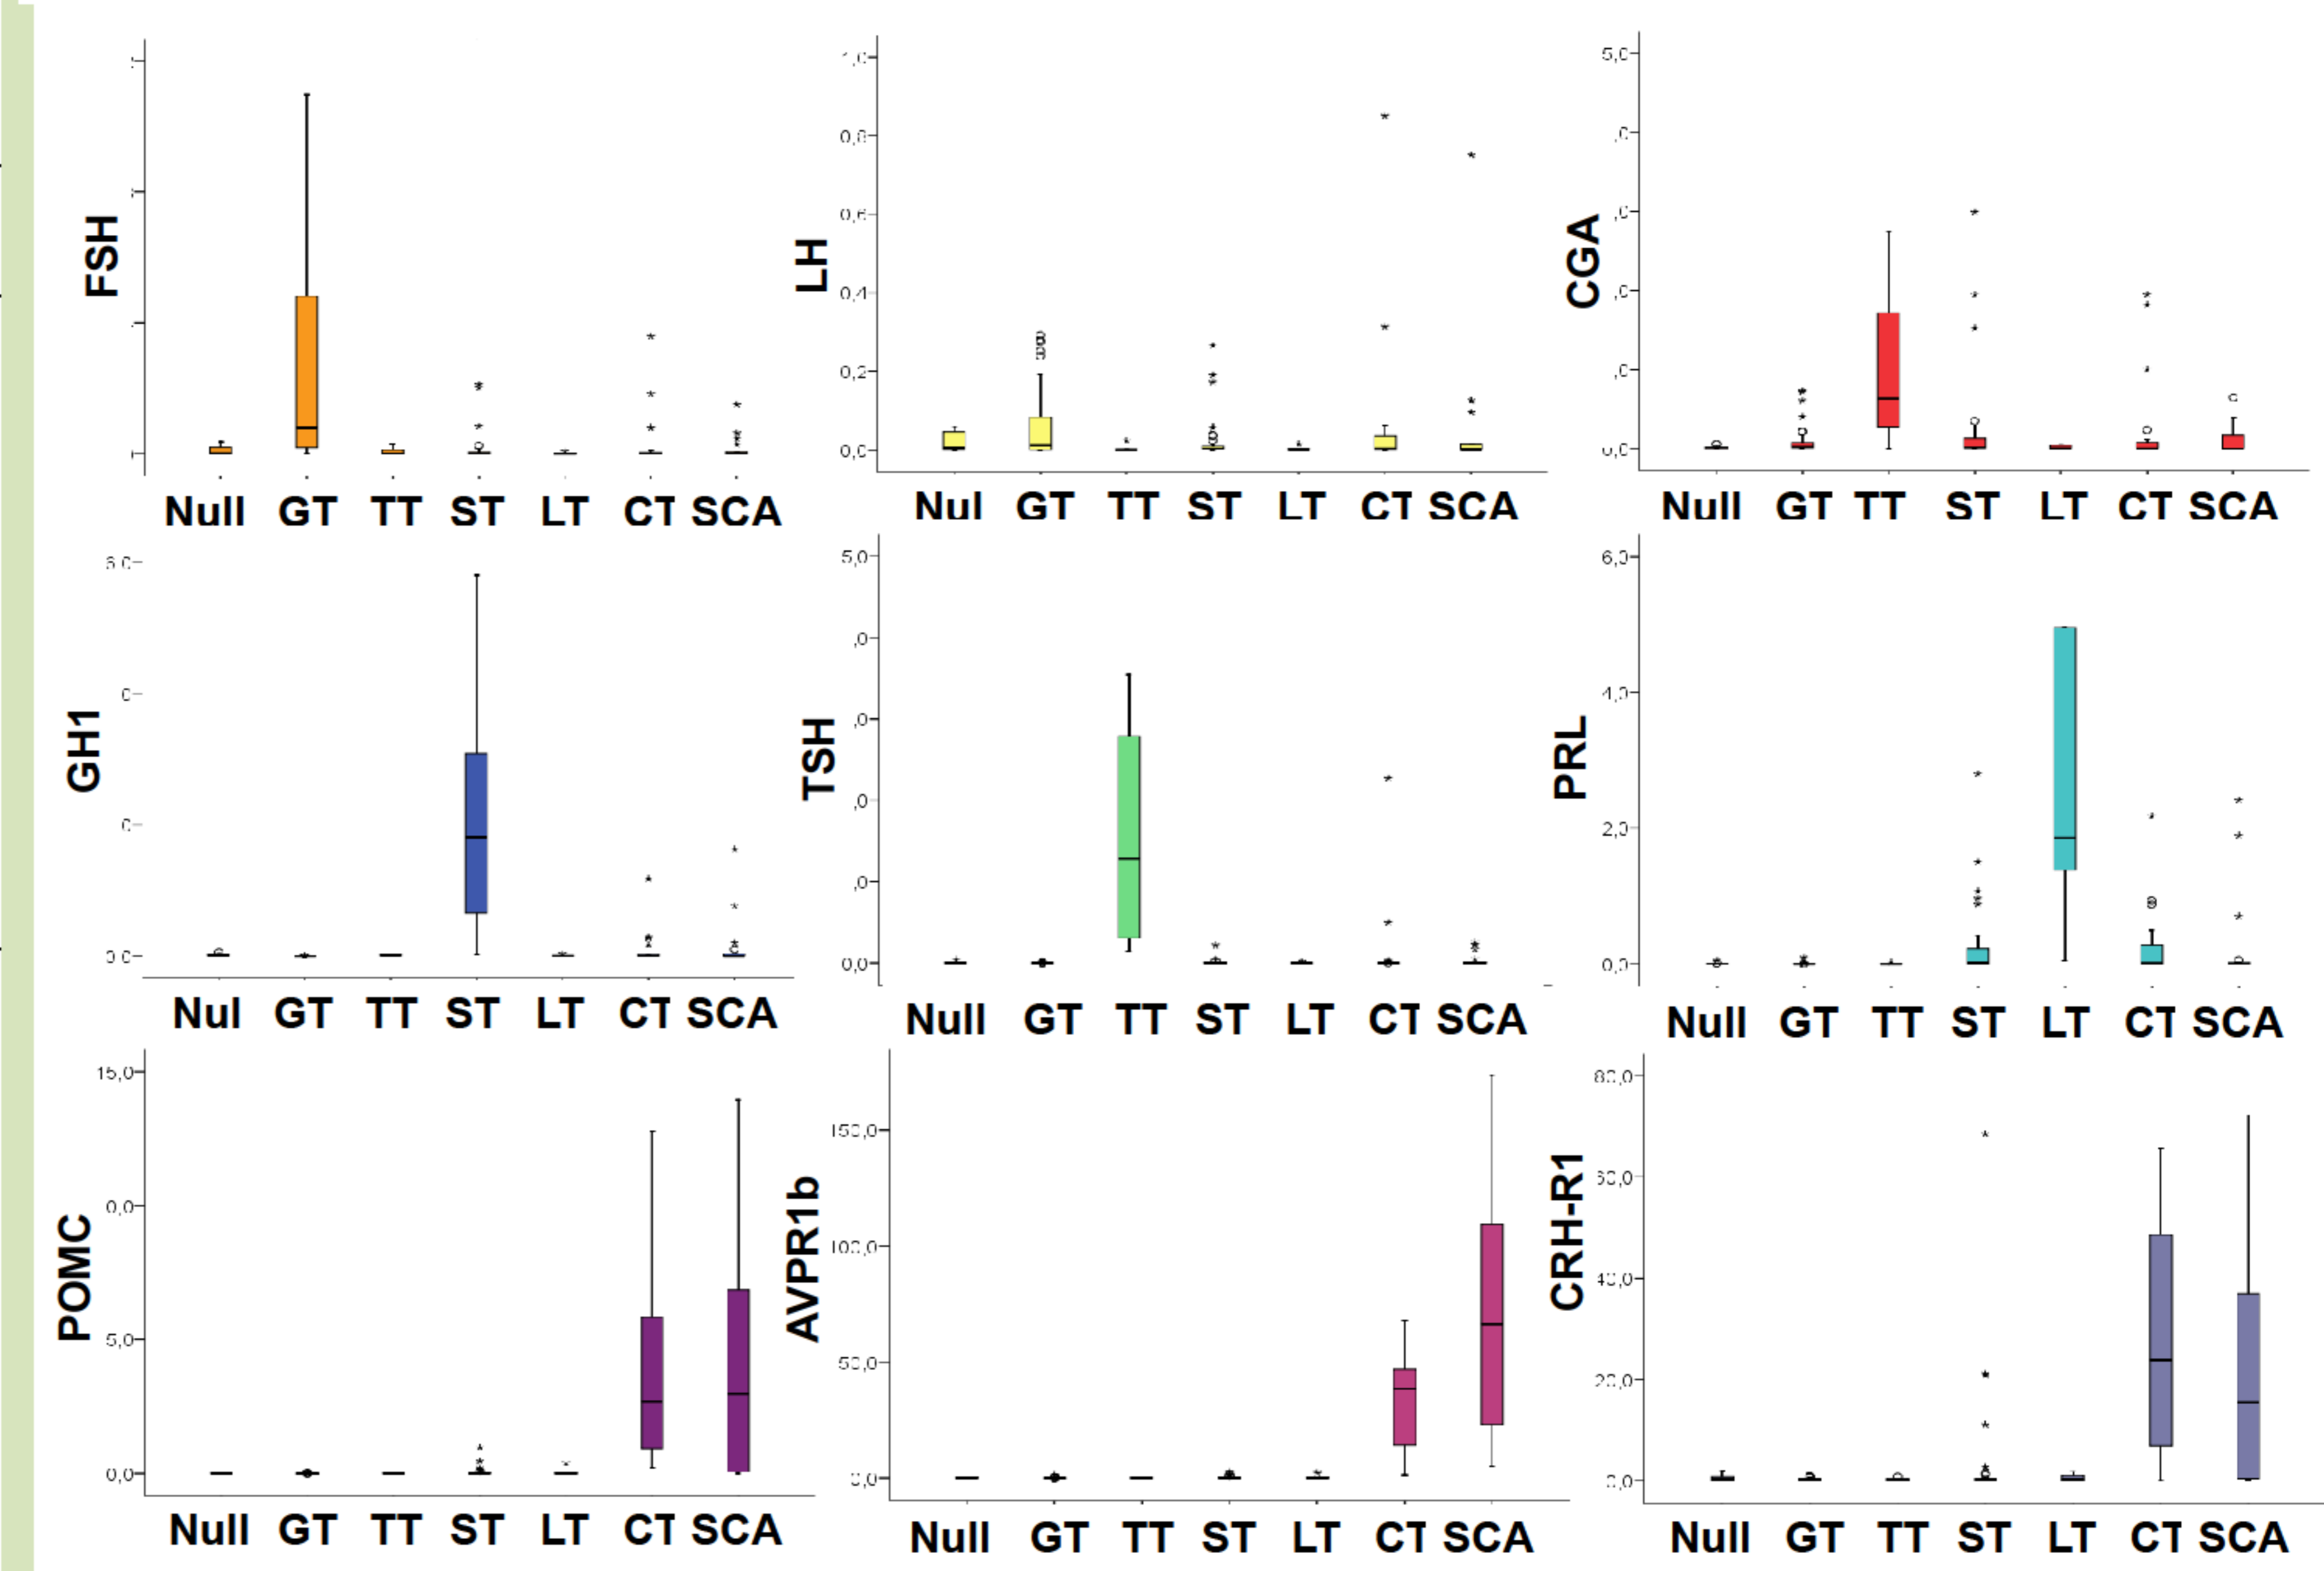 FSH
Null GT TT ST LT CT SCA
LH
0,8
0,6
0,4
0,2
0,0
Nul GT TT ST LT CT SCA
CGA
5,0
,0
,0
,0
,0
0,0
Null GT TT ST LT CT SCA
GH1
Nul GT TT ST LT CT SCA
TSH
5,0
,0
,0
,0
,0
0,0
Null GT TT ST LT CT SCA
PRL
6,0
4,0
2,0
0,0
Null GT TT ST LT CT SCA
POMC
15,0
0,0
5,0
0,0
Null GT TT ST LT CT SCA
AVPR1b
150,0
100,0
50,0
Null GT TT ST LT CT SCA
CRH-R1
80,0
40,0
20,0
Null GT TT ST LT CT SCA